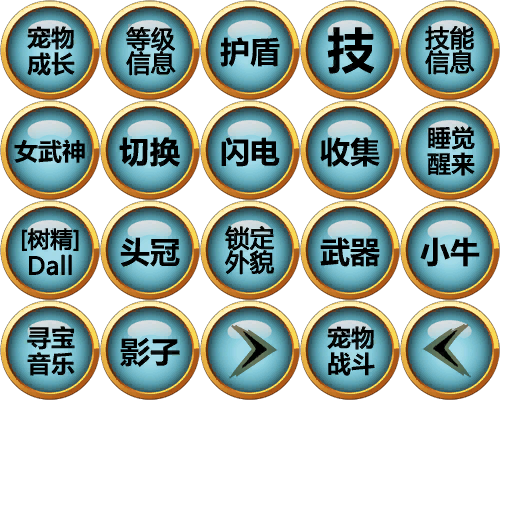 宠物
成长
等级
信息
护盾
技
技能
信息
女武神
切换
闪电
收集
睡觉
醒来
[树精]
Dall
头冠
锁定
外貌
武器
小牛
寻宝
音乐
影子
宠物
战斗